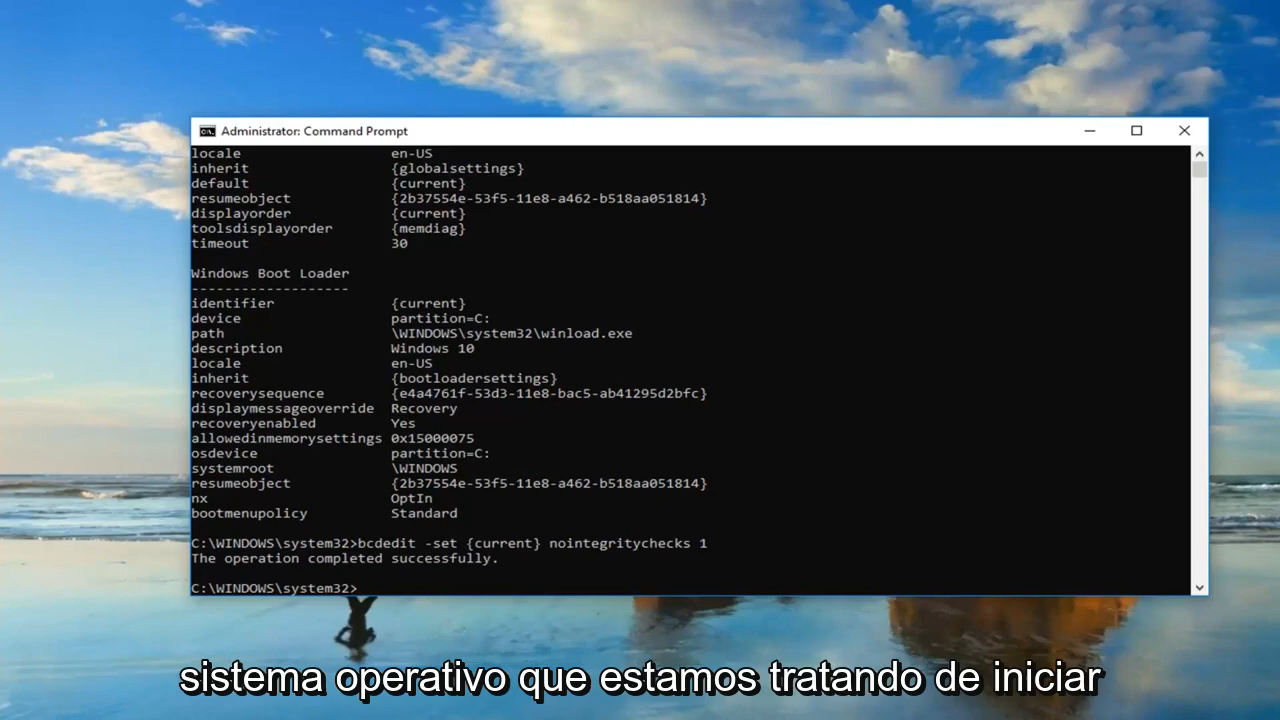 Administrator: Command Prompt
locale en-US
inherit {globalsettings}
default {current}
resumeobject {2b37554e-53f5-11e8-a462-b518aa051814}
displayorder {current}
toolsdisplayorder {memdiag}
timeout 30
Windows Boot Loader
-------------------
identifier {current}
device partition=C:
path \WINDOWS\system32\winload.exe
description Windows 10
locale en-US
inherit {bootloadersettings}
recoverysequence {e4a4761f-53d3-11e8-bac5-ab41295d2bfc}
displaymessageoverride Recovery
recoveryenabled Yes
allowedinmemorysettings 0x15000075
osdevice partition=C:
systemroot \WINDOWS
resumeobject {2b37554e-53f5-11e8-a462-b518aa051814}
nx OptIn
bootmenupolicy Standard
C:\WINDOWS\system32>bcdedit -set {current} nointegritychecks 1
The operation completed successfully.
C:\WINDOWS\system32>
sistema operativo que estamos tratando de iniciar